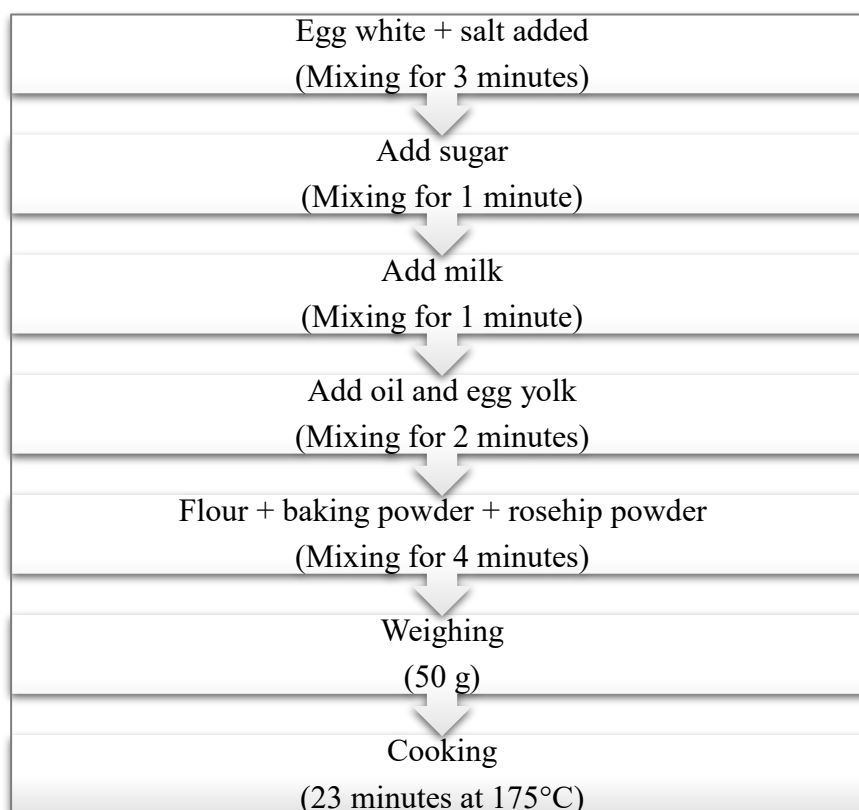 Egg white + salt added
(Mixing for 3 minutes)
Add sugar
(Mixing for 1 minute)
Add milk
(Mixing for 1 minute)
Add oil and egg yolk
(Mixing for 2 minutes)
Flour + baking powder + rosehip powder
(Mixing for 4 minutes)
Weighing
(50 g)
Cooking
(23 minutes at 175°C)